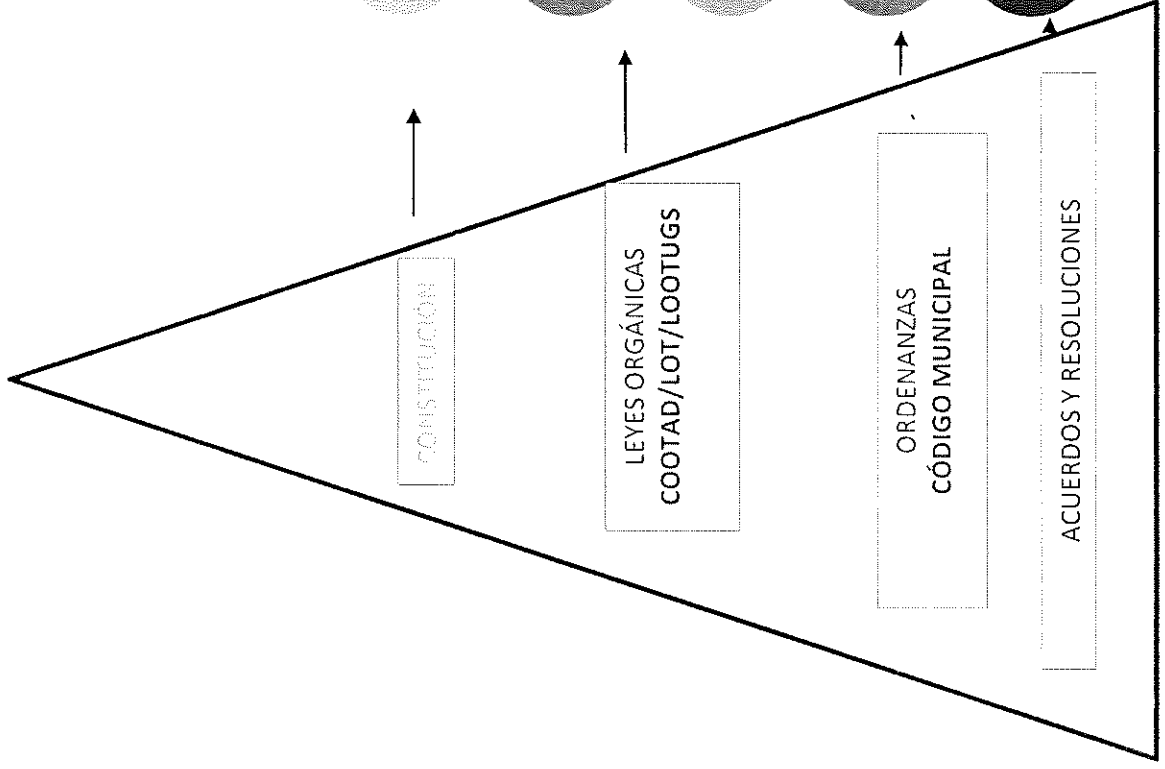 CONSTITUCIÓN
LEYES ORGÁNICAS
COOTAD/LOT/LOOTUGS
ORDENANZAS
CÓDIGO MUNICIPAL
ACUERDOS Y RESOLUCIONES